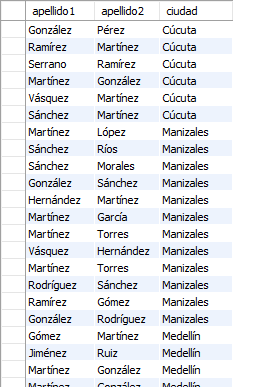 apellido1 apellido2 ciudad
González Pérez Cúcuta
Ramírez Martínez Cúcuta
Serrano Ramírez Cúcuta
Martínez González Cúcuta
Vásquez Martínez Cúcuta
Sánchez Martínez Cúcuta
Martínez López Manizales
Sánchez Ríos Manizales
Sánchez Morales Manizales
González Sánchez Manizales
Hernández Martínez Manizales
Martínez García Manizales
Martínez Torres Manizales
Vásquez Hernández Manizales
Martínez Torres Manizales
Rodríguez Sánchez Manizales
Ramírez Gómez Manizales
González Rodríguez Manizales
Gómez Martínez Medellín
Jiménez Ruiz Medellín
Martínez González Medellín
Martínez González Medellín